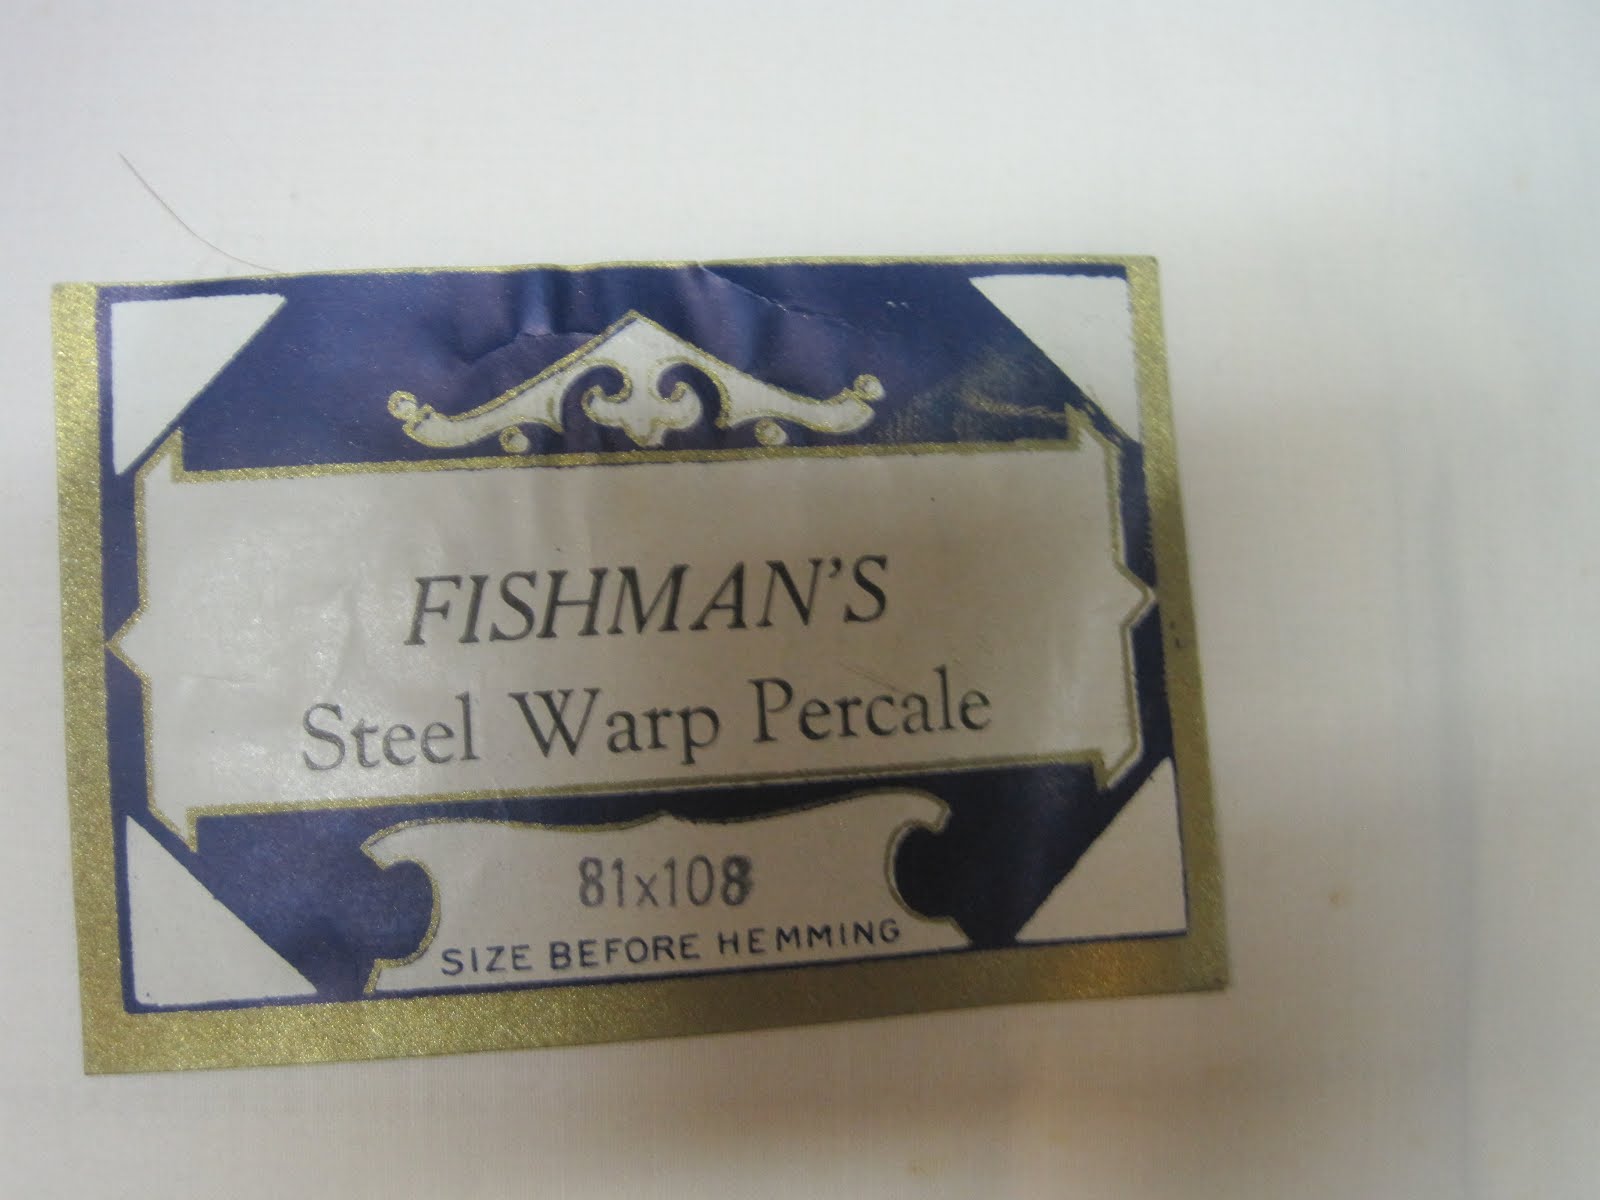 FISHMAN'S
Steel Warp Percale
81x108
SIZE BEFORE HEMMING